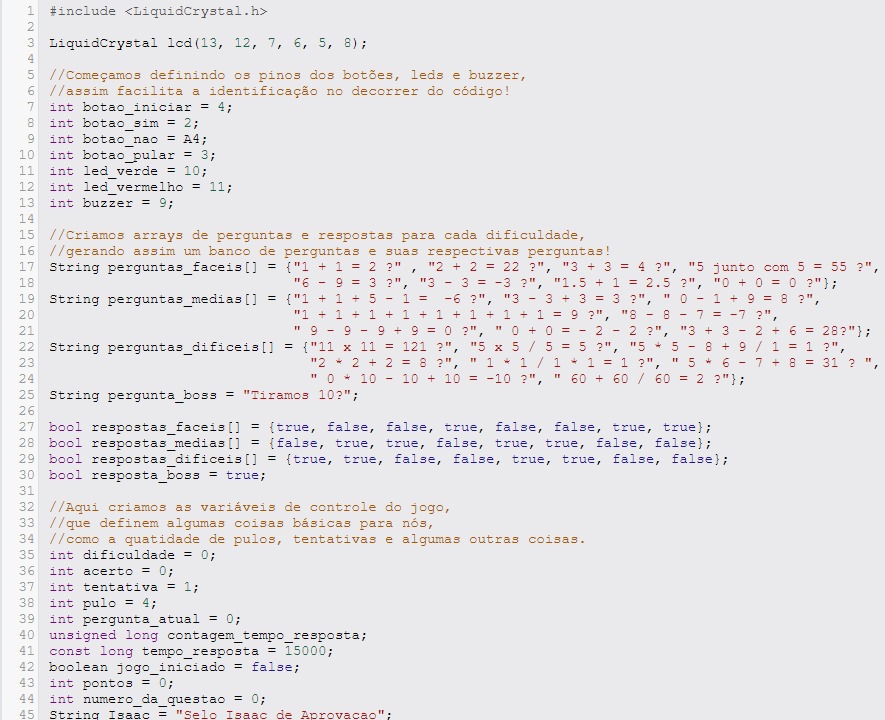 1 #include <LiquidCrystal.h>
2
3 LiquidCrystal lcd(13, 12, 7, 6, 5, 8);
4
5 //Começamos definindo os pinos dos botões, leds e buzzer,
6 //assim facilita a identificação no decorrer do código!
7 int botao_iniciar = 4;
8 int botao_sim = 2;
9 int botao_nao = A4;
10 int botao_pular = 3;
11 int led_verde = 10;
12 int led_vermelho = 11;
13 int buzzer = 9;
14
15 //Criamos arrays de perguntas e respostas para cada dificuldade,
16 //gerando assim um banco de perguntas e suas respectivas perguntas!
17 String perguntas_faceis[] = {"1 + 1 = 2 ?" , "2 + 2 = 22 ?", "3 + 3 = 4 ?", "5 junto com 5 = 55 ?",
18 "6 - 9 = 3 ?", "3 - 3 = -3 ?", "1.5 + 1 = 2.5 ?", "0 + 0 = 0 ?"};
19 String perguntas_medias[] = {"1 + 1 + 5 - 1 =  -6 ?", "3 - 3 + 3 = 3 ?", " 0 - 1 + 9 = 8 ?",
20 "1 + 1 + 1 + 1 + 1 + 1 + 1 + 1 = 9 ?", "8 - 8 - 7 = -7 ?",
21 " 9 - 9 - 9 + 9 = 0 ?", " 0 + 0 = - 2 - 2 ?", "3 + 3 - 2 + 6 = 28?"};
22 String perguntas_dificeis[] = {"11 x 11 = 121 ?", "5 x 5 / 5 = 5 ?", "5 * 5 - 8 + 9 / 1 = 1 ?",
23 "2 * 2 + 2 = 8 ?", " 1 * 1 / 1 * 1 = 1 ?", " 5 * 6 - 7 + 8 = 31 ? ",
24 " 0 * 10 - 10 + 10 = -10 ?", " 60 + 60 / 60 = 2 ?"};
25 String pergunta_boss = "Tiramos 10?";
26
27 bool respostas_faceis[] = {true, false, false, true, false, false, true, true};
28 bool respostas_medias[] = {false, true, true, false, true, true, false, false};
29 bool respostas_dificeis[] = {true, true, false, false, true, true, false, false};
30 bool resposta_boss = true;
31
32 //Aqui criamos as variáveis de controle do jogo,
33 //que definem algumas coisas básicas para nós,
34 //como a quatidade de pulos, tentativas e algumas outras coisas.
35 int dificuldade = 0;
36 int acerto = 0;
37 int tentativa = 1;
38 int pulo = 4;
39 int pergunta_atual = 0;
40 unsigned long contagem_tempo_resposta;
41 const long tempo_resposta = 15000;
42 boolean jogo_iniciado = false;
43 int pontos = 0;
44 int numero_da_questao = 0;
45 String Isaac = "Selo Isaac de Aprovacao";